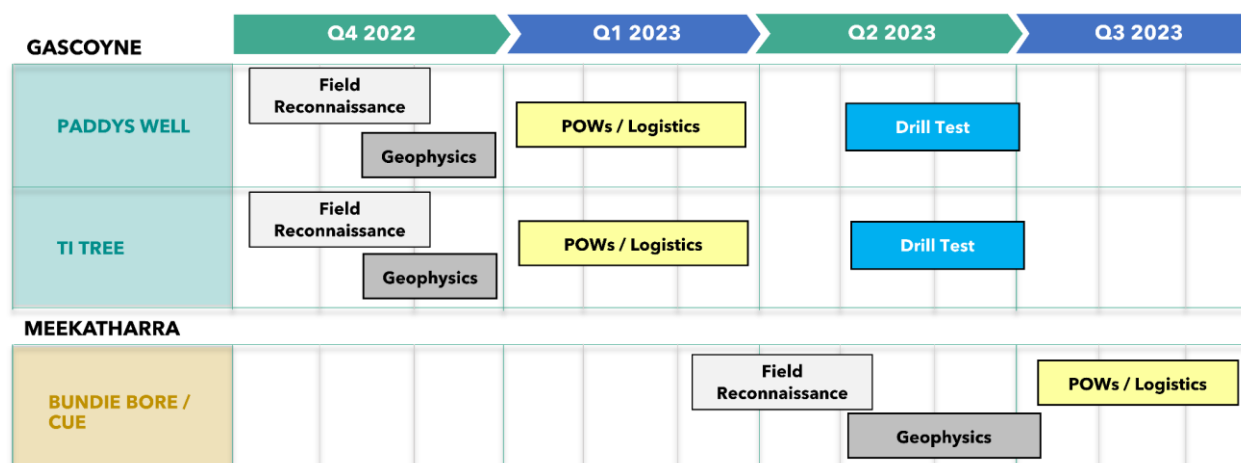 GASCOYNE
Q4 2022
Q1 2023
Q2 2023
Q3 2023
PADDYS WELL
Field
Reconnaissance
Geophysics
POWs / Logistics
Drill Test
TI TREE
Field
Reconnaissance
Geophysics
POWs / Logistics
Drill Test
MEEKATHARRA
BUNDIE BORE /
CUE
Field
Reconnaissance
Geophysics
POWs / Logistics